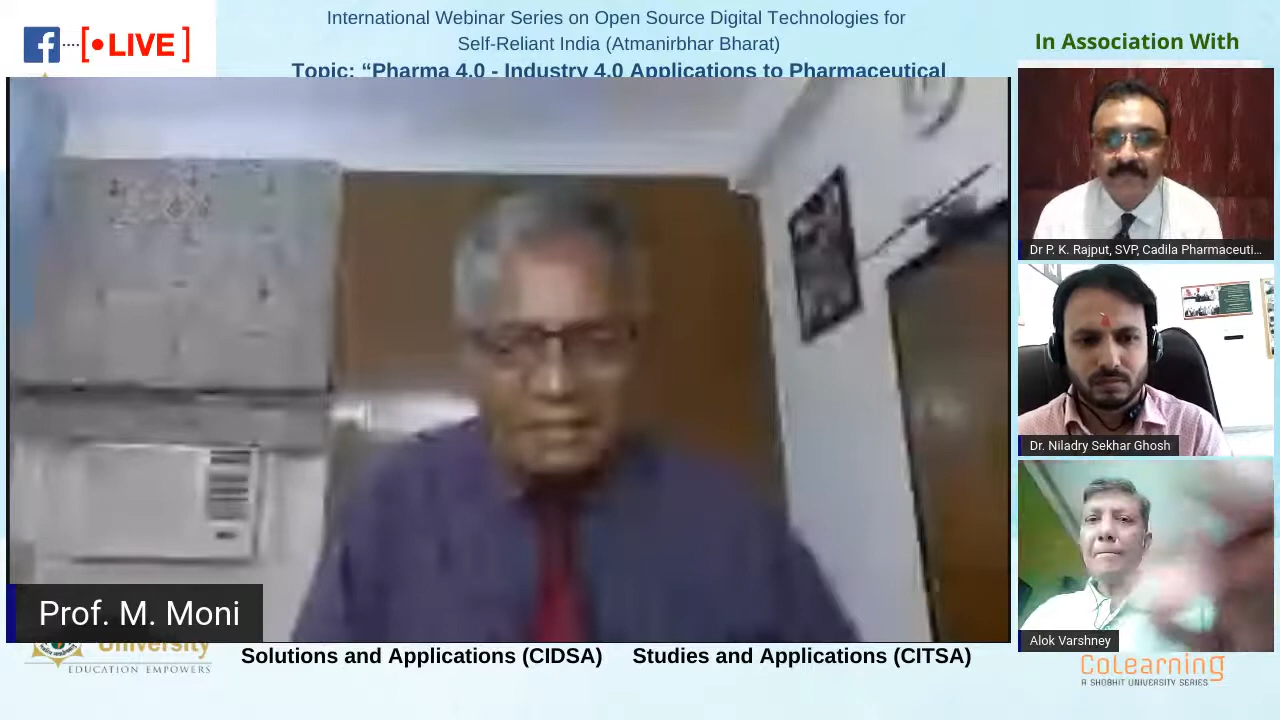 International Webinar Series on Open Source Digital Technologies for
Self-Reliant India (Atmanirbhar Bharat)
Topic: “Pharma 4.0 - Industry 4.0 Applications to Pharmaceutical
LIVE
In Association With
Dr P. K. Rajput, SVP, Cadila Pharmaceuti...
Dr. Niladry Sekhar Ghosh
Alok Varshney
Prof. M. Moni
University
EDUCATION EMPOWERS
Solutions and Applications (CIDSA) Studies and Applications (CITSA)
CoLearning
A SHOBHIT UNIVERSITY SERIES